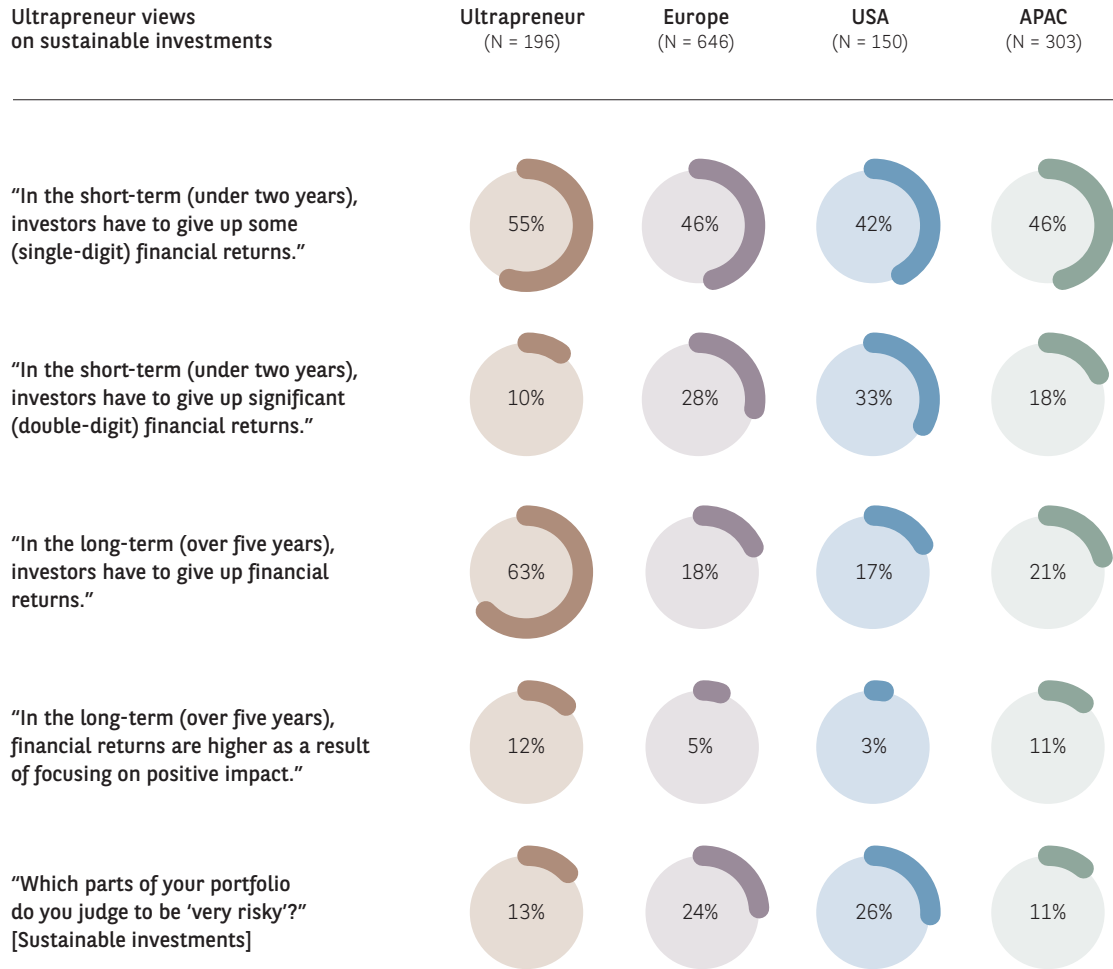 Ultrapreneur views
on sustainable investments
Ultrapreneur
(N = 196)
Europe
(N = 646)
USA
(N = 150)
APAC
(N = 303)
“In the short-term (under two years),
investors have to give up some
(single-digit) financial returns.”
55%
46%
42%
46%
“In the short-term (under two years),
investors have to give up significant
(double-digit) financial returns.”
10%
28%
33%
18%
“In the long-term (over five years),
investors have to give up financial
returns.”
63%
18%
17%
21%
“In the long-term (over five years),
financial returns are higher as a result
of focusing on positive impact.”
12%
5%
3%
11%
“Which parts of your portfolio
do you judge to be ‘very risky’?”
[Sustainable investments]
13%
24%
26%
11%